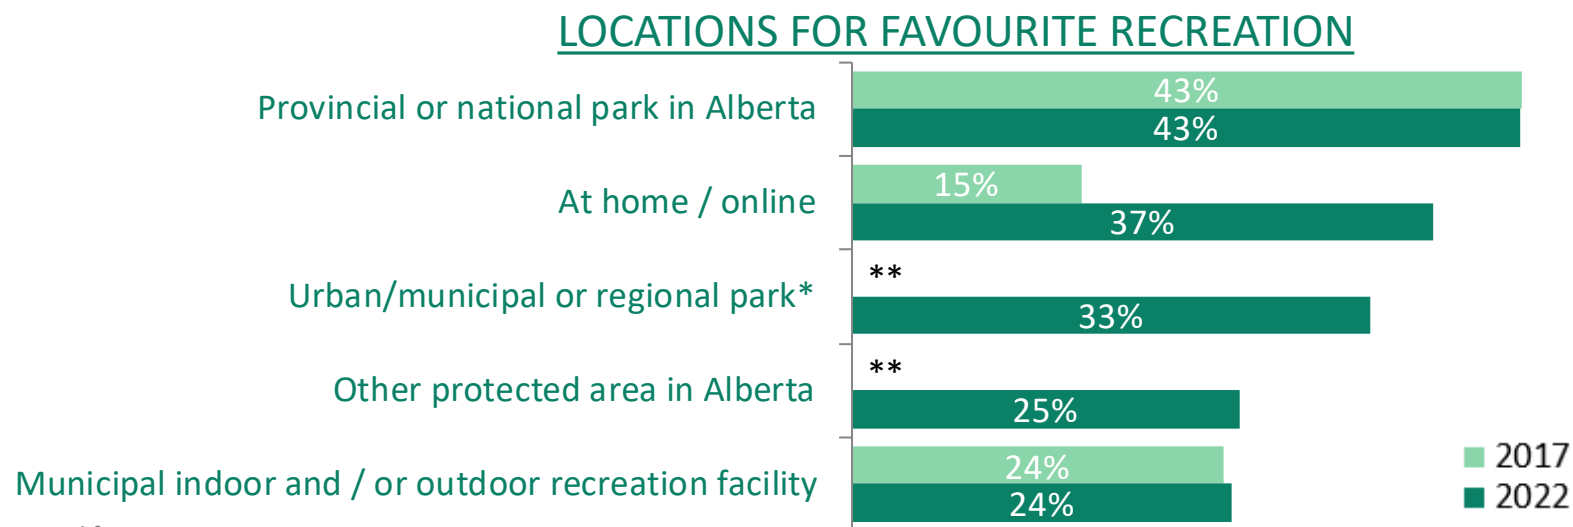 LOCATIONS FOR FAVOURITE RECREATION
Provincial or national park in Alberta
43%
43%
At home / online
15%
37%
Urban/municipal or regional park*
**
33%
Other protected area in Alberta
**
25%
Municipal indoor and / or outdoor recreation facility
24%
24%
2017
2022